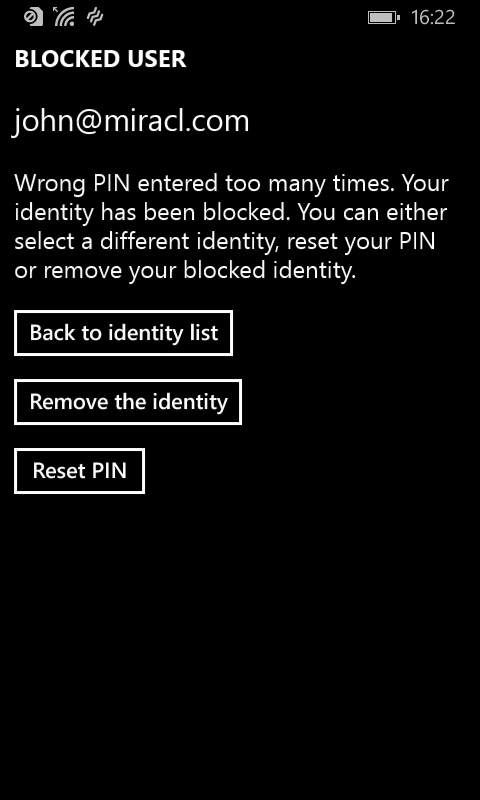 16:22
BLOCKED USER
john@miracl.com
Wrong PIN entered too many times. Your
identity has been blocked. You can either
select a different identity, reset your PIN
or remove your blocked identity.
Back to identity list
Remove the identity
Reset PIN